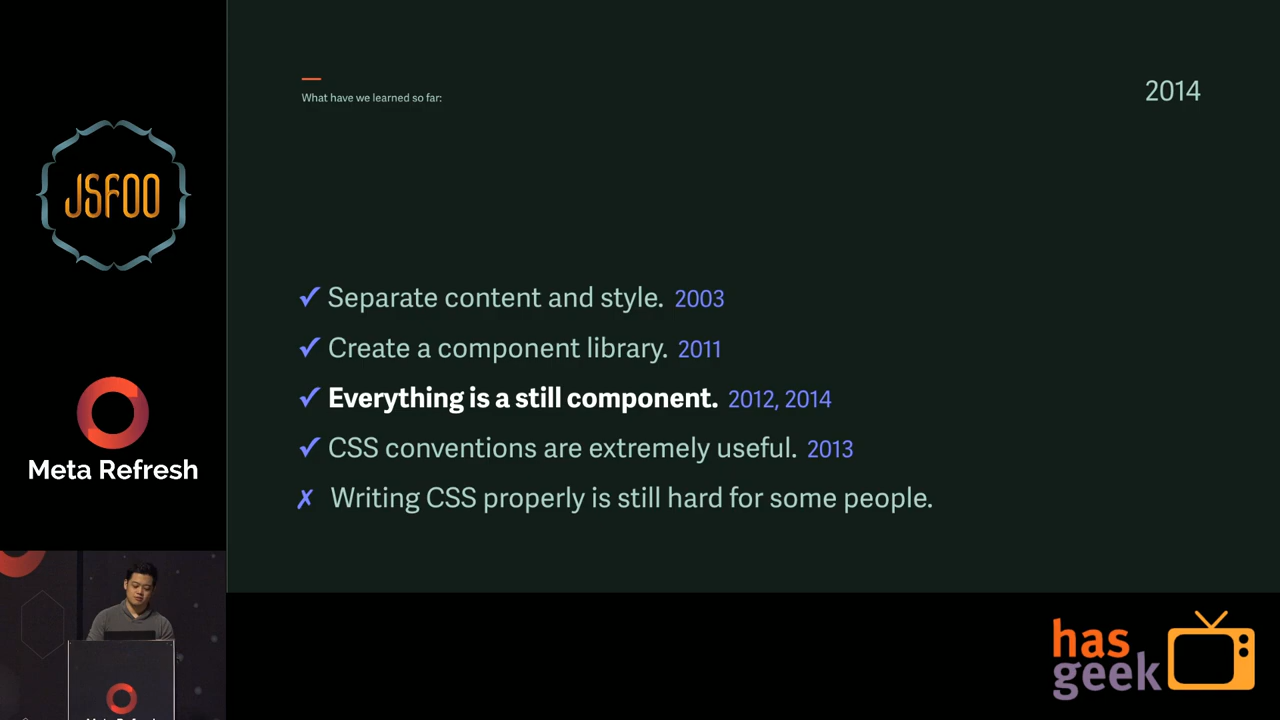 What have we learned so far:
2014
JSFOO
✓ Separate content and style. 2003
✓ Create a component library. 2011
✓ Everything is a still component. 2012, 2014
✓ CSS conventions are extremely useful. 2013
✗ Writing CSS properly is still hard for some people.
Meta Refresh
Meta Refresh
has
geek